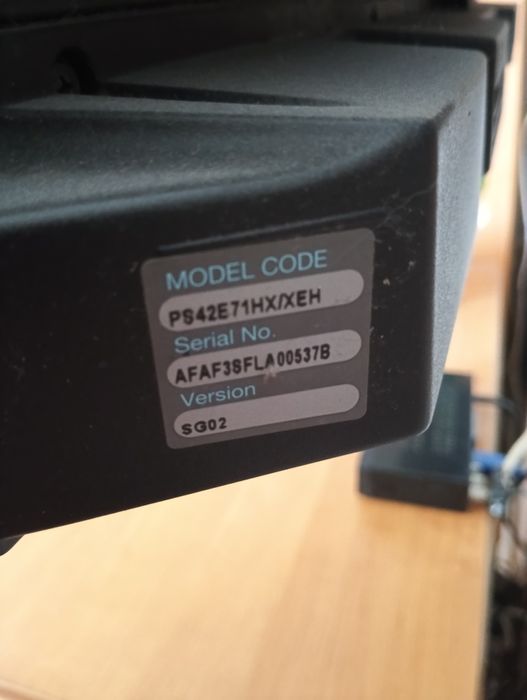 MODEL CODE
PS42E71HX/XEH
Serial No.
AFAF3SFLA00537B
Version
SG02